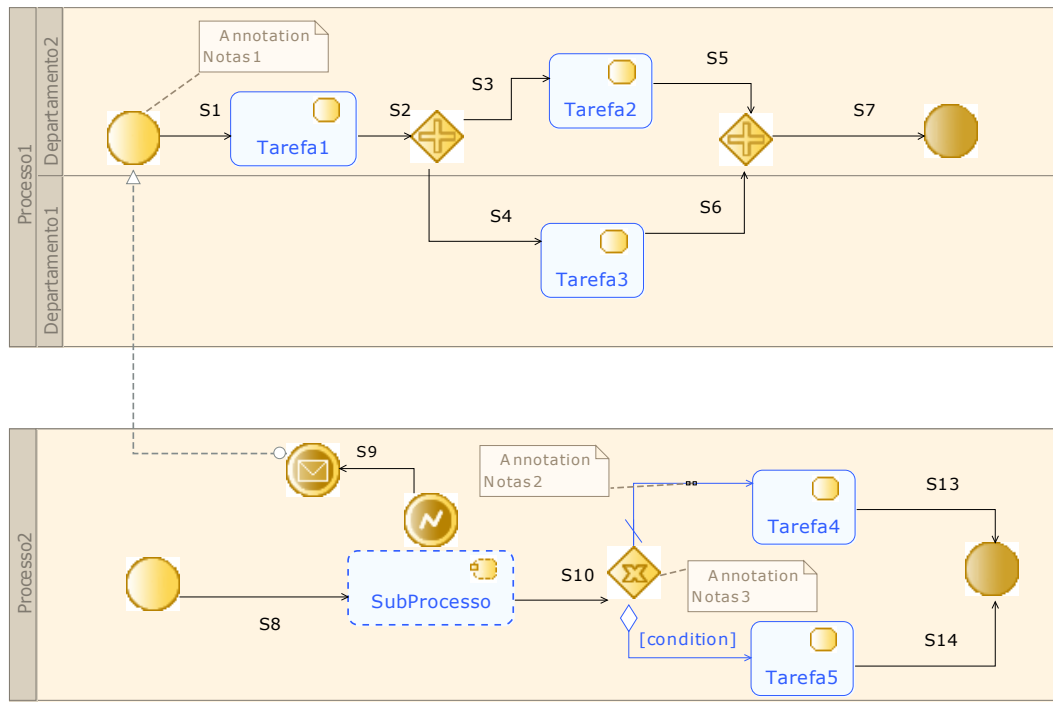 Processo1
Departamento2
Annotation
Notas1
S1
Tarefa1
S2
S3
Tarefa2
S5
S7
Departamento1
S4
Tarefa3
S6
Processo2
S9
Annotation
Notas2
Tarefa4
S13
S8
SubProcesso
S10
Annotation
Notas3
[condition]
Tarefa5
S14